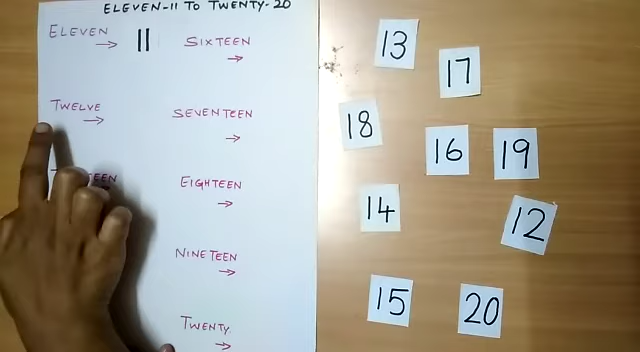 ELEVEN-11 TO TWENTY-20
ELEVEN → 11
TWELVE →
SIXTEEN →
SEVENTEEN →
EIGHTEEN →
NINETEEN →
TWENTY →
13
17
18
16
19
14
12
15
20